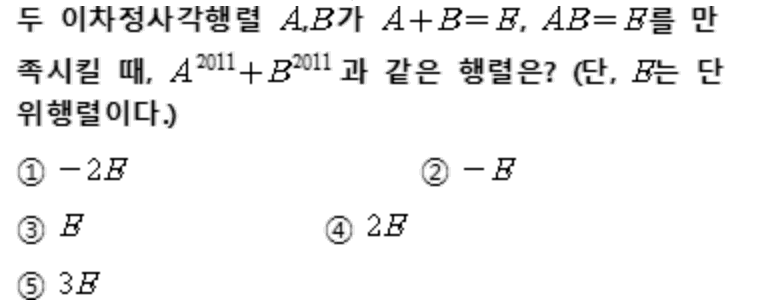 두 이차정사각행렬 A,B가 A+B=E, AB=E를 만
족시킬 때, A²⁰¹¹+B²⁰¹¹과 같은 행렬은? (단, E는 단
위행렬이다.)
① -2E ② -E
③ E ④ 2E
⑤ 3E